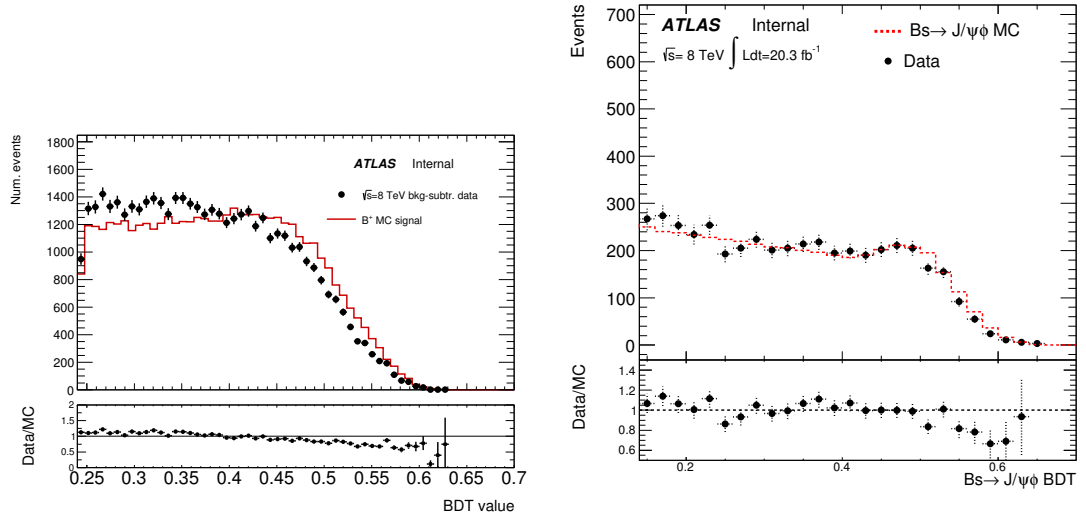 Num. events
1800
1600
1400
1200
1000
800
600
400
200
0
ATLAS Internal
√s=8 TeV bkg-subtr. data
B⁺ MC signal
Data/MC
2
1.5
1
0.5
0
0.25 0.3 0.35 0.4 0.45 0.5 0.55 0.6 0.65 0.7
BDT value
Events
700
600
500
400
300
200
100
0
ATLAS Internal
√s= 8 TeV ∫ Ldt=20.3 fb⁻¹
Bs→ J/ψϕ MC
Data
Data/MC
1.4
1.2
1
0.8
0.6
0.2 0.4 0.6
Bs→ J/ψϕ BDT